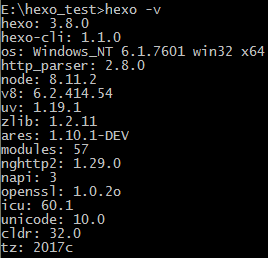 E:\hexo_test>hexo -v
hexo: 3.8.0
hexo-cli: 1.1.0
os: Windows_NT 6.1.7601 win32 x64
http_parser: 2.8.0
node: 8.11.2
v8: 6.2.414.54
uv: 1.19.1
zlib: 1.2.11
ares: 1.10.1-DEV
modules: 57
nghttp2: 1.29.0
napi: 3
openssl: 1.0.2o
icu: 60.1
unicode: 10.0
cldr: 32.0
tz: 2017c